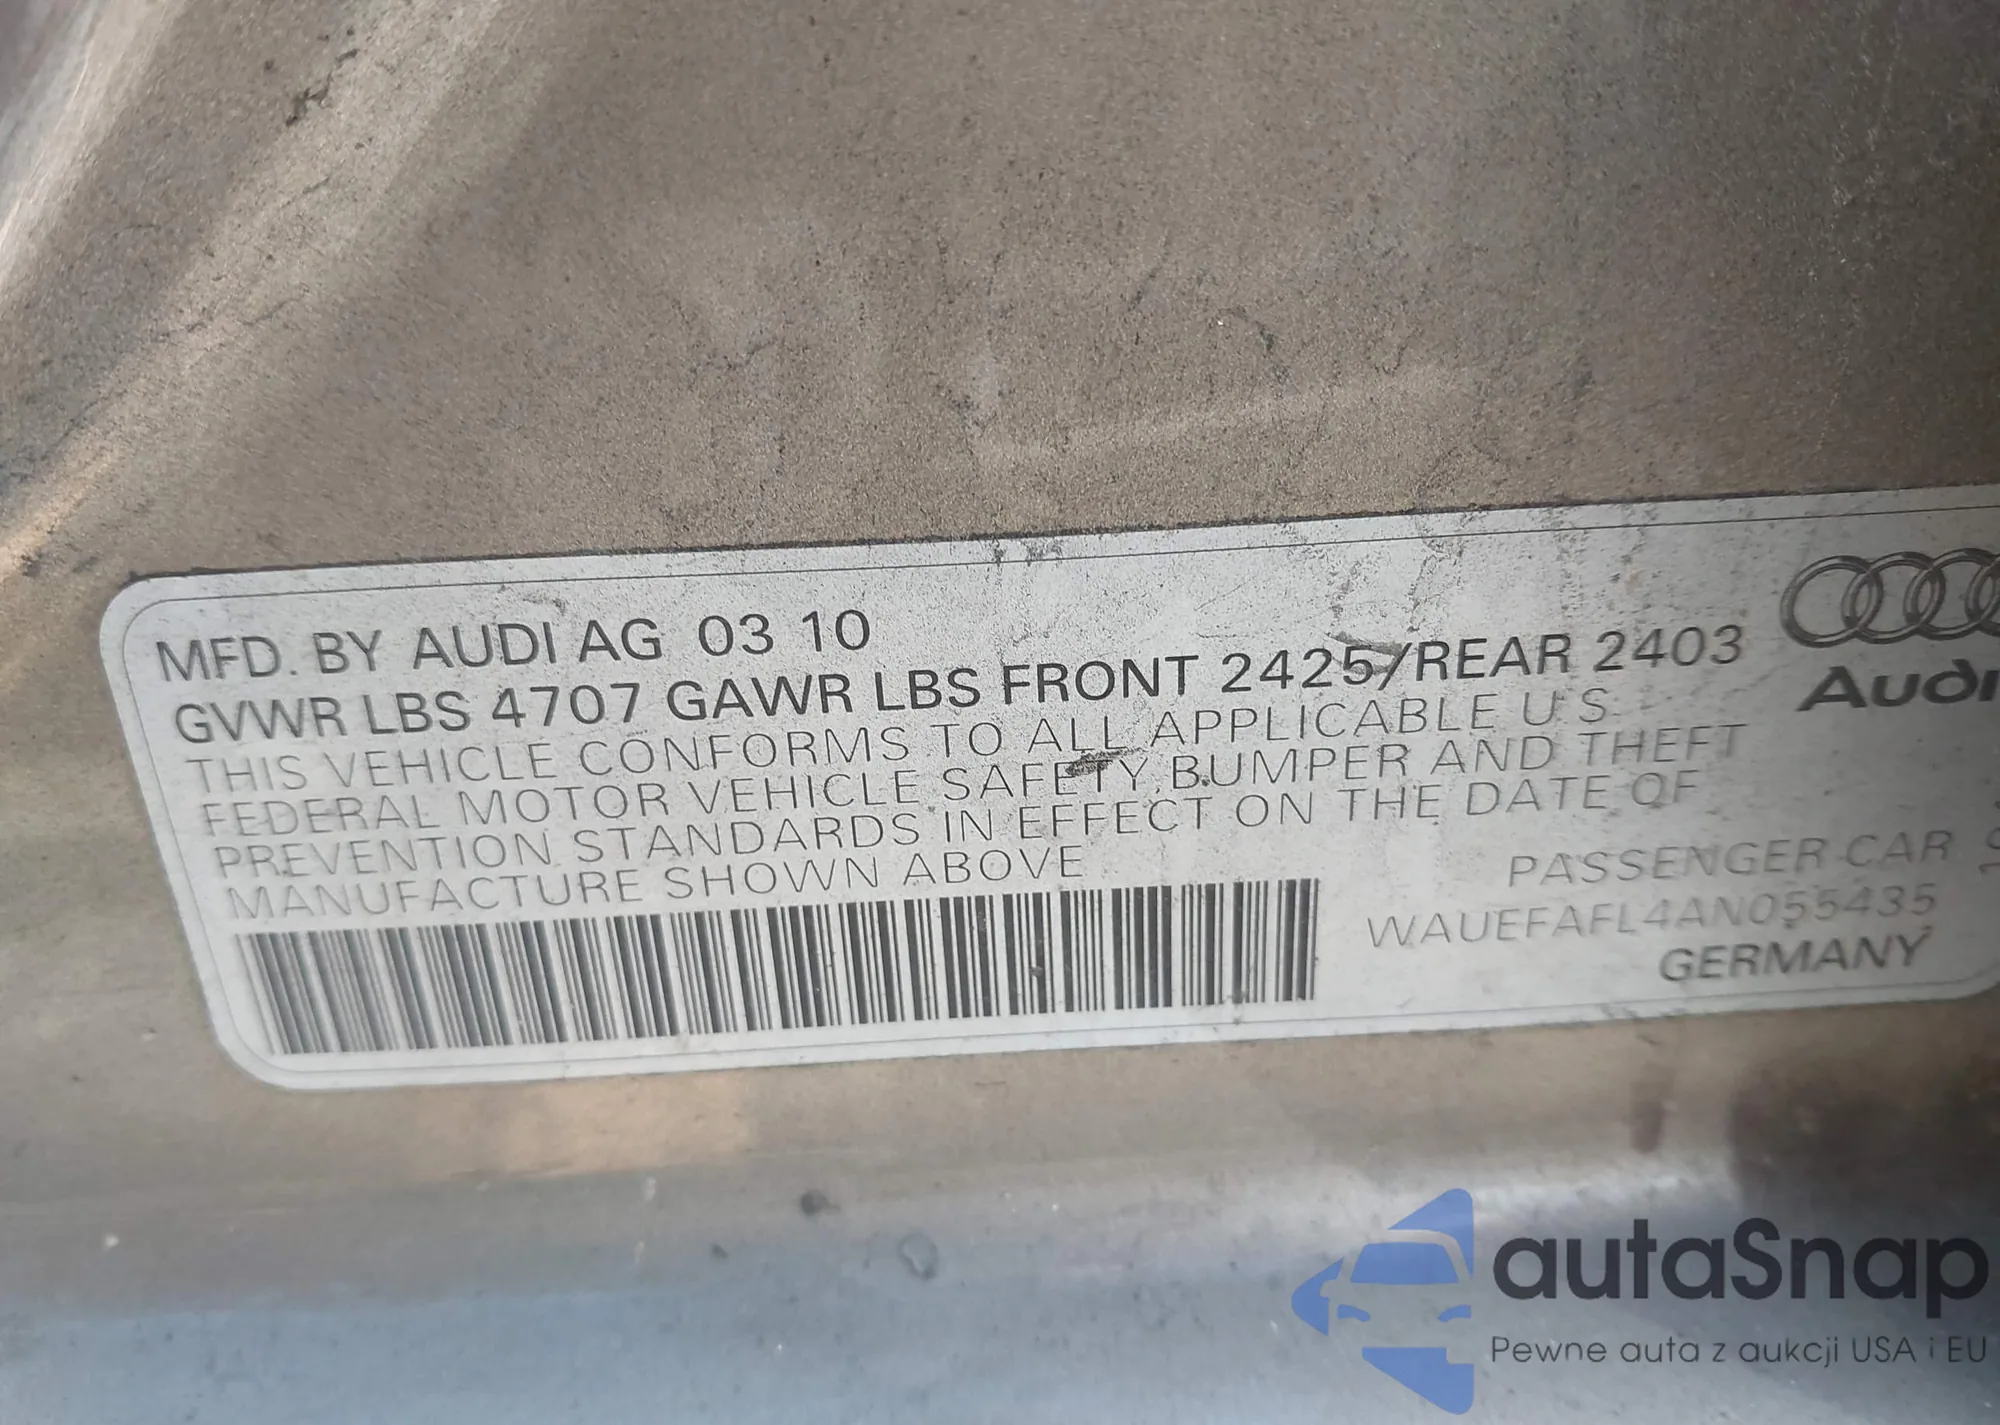 MFD. BY AUDI AG 03 10
GVWR LBS 4707 GAWR LBS FRONT 2425/REAR 2403
THIS VEHICLE CONFORMS TO ALL APPLICABLE U.S.
FEDERAL MOTOR VEHICLE SAFETY, BUMPER AND THEFT
PREVENTION STANDARDS IN EFFECT ON THE DATE OF
MANUFACTURE SHOWN ABOVE
Audi
PASSENGER CAR
WAUEFAFL4AN055435
GERMANY
autaSnap
Pewne auta z aukcji USA i EU